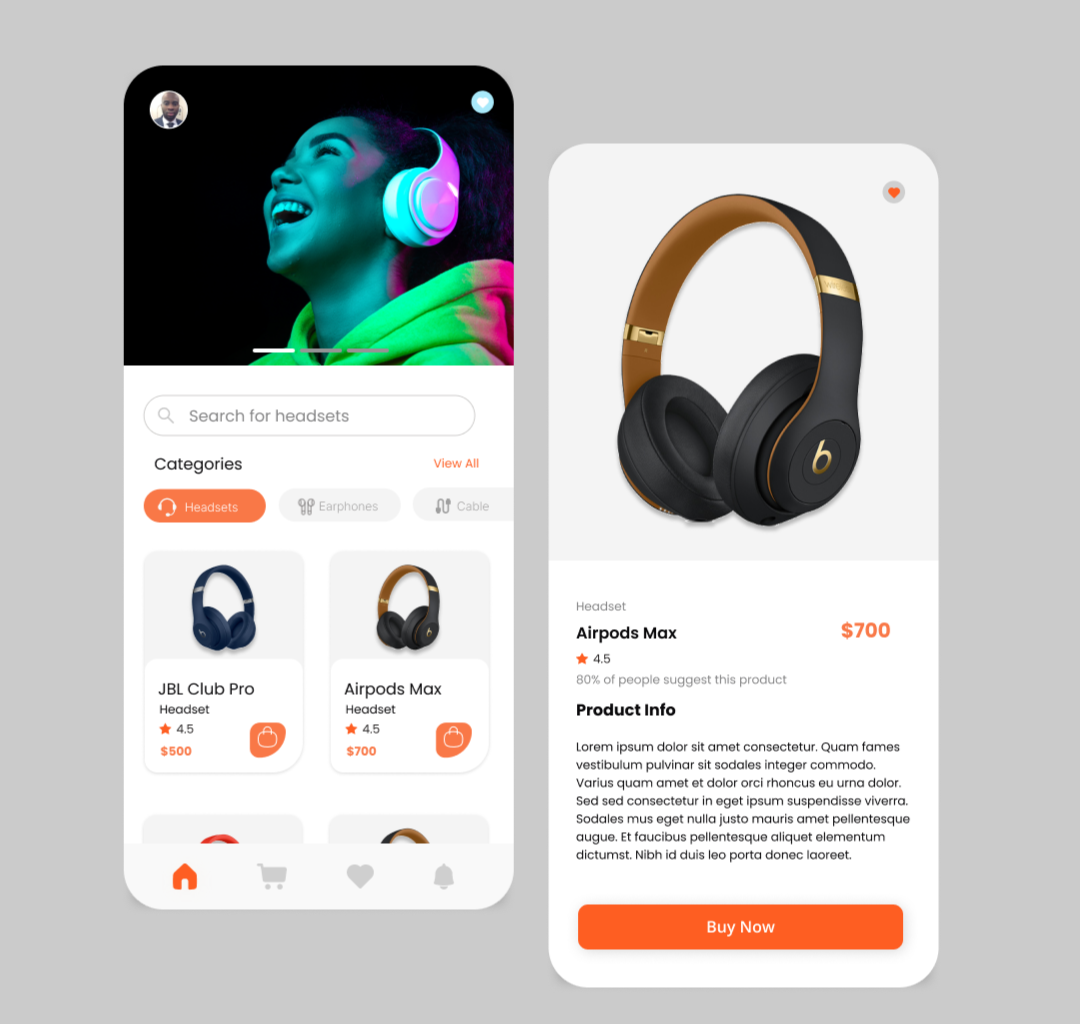 Search for headsets
Categories
View All
Headsets
Earphones
Cable
JBL Club Pro
Headset
4.5
$500
Airpods Max
Headset
4.5
$700
Headset
Airpods Max
$700
4.5
80% of people suggest this product
Product Info
Lorem ipsum dolor sit amet consectetur. Quam fames
vestibulum pulvinar sit sodales integer commodo.
Varius quam amet et dolor orci rhoncus eu urna dolor.
Sed sed consectetur in eget ipsum suspendisse viverra.
Sodales mus eget nulla justo mauris amet pellentesque
augue. Et faucibus pellentesque aliquet elementum
dictumst. Nibh id duis leo porta donec laoreet.
Buy Now